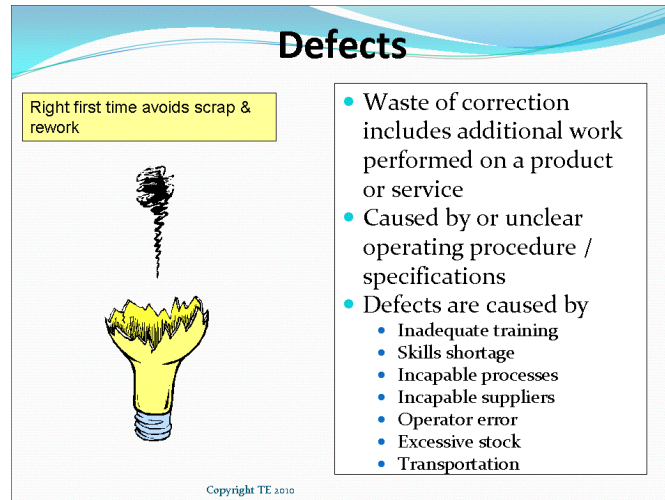 Defects
Right first time avoids scrap &
rework
Waste of correction
includes additional work
performed on a product
or service
Caused by or unclear
operating procedure /
specifications
Defects are caused by
Inadequate training
Skills shortage
Incapable processes
Incapable suppliers
Operator error
Excessive stock
Transportation
Copyright TE 2010